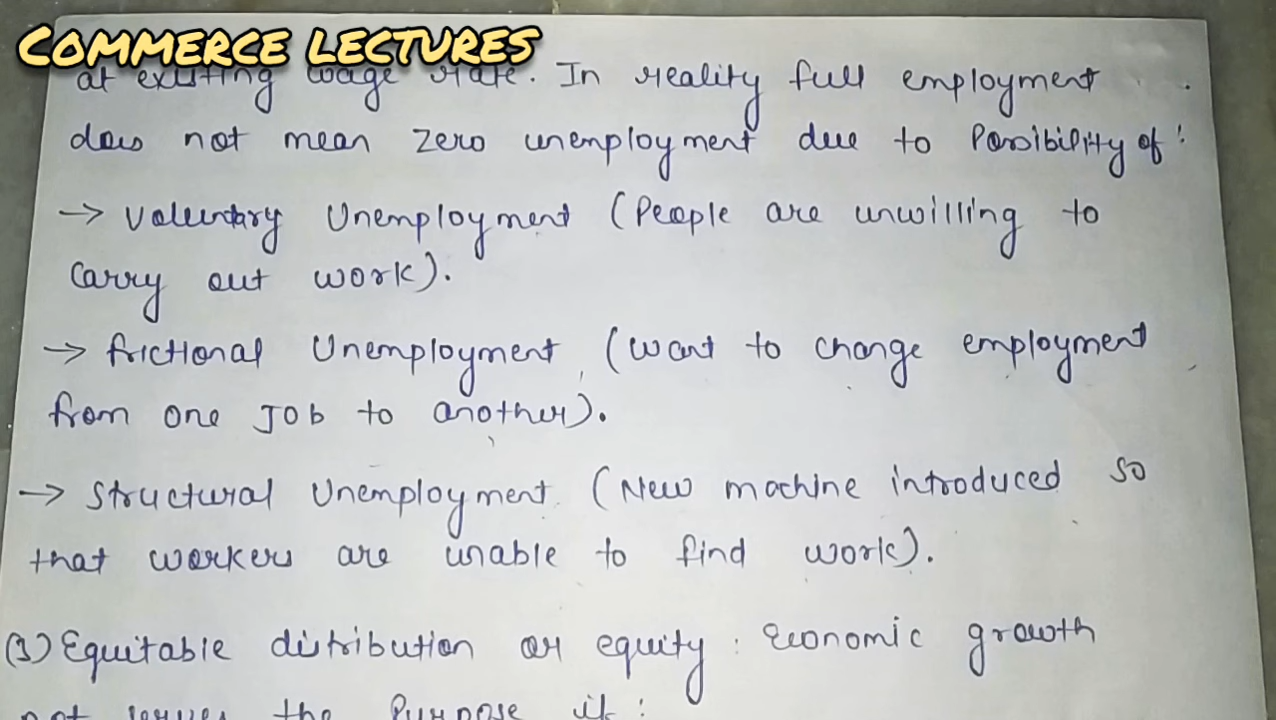 COMMERCE LECTURES
at existing wage rate. In reality full employment
does not mean zero unemployment due to Possibility of :
→ Voluntary Unemployment (People are unwilling to
Carry out work).
→ frictional Unemployment (Want to change employment
from one JOB to another).
→ Structural Unemployment (New machine introduced so
that workers are unable to find work).
(3) Equitable distribution or equity : Economic growth
not serves the Purpose if :